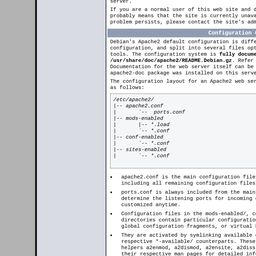 server.
If you are a normal user of this web site and d
probably means that the site is currently unava
problem persists, please contact the site's adm
Configuration
Debian's Apache2 default configuration is diffe
configuration, and split into several files opt
tools. The configuration system is fully docume
/usr/share/doc/apache2/README.Debian.gz. Refer
Documentation for the web server itself can be
apache2-doc package was installed on this serve
The configuration layout for an Apache2 web ser
as follows:
/etc/apache2/
|-- apache2.conf
|   `-- ports.conf
|-- mods-enabled
|   |-- *.load
|   `-- *.conf
|-- conf-enabled
|   `-- *.conf
|-- sites-enabled
|   `-- *.conf
• apache2.conf is the main configuration file
including all remaining configuration files
• ports.conf is always included from the main
determine the listening ports for incoming
customized anytime.
• Configuration files in the mods-enabled/, c
directories contain particular configuration
global configuration fragments, or virtual
• They are activated by symlinking available
respective *-available/ counterparts. These
helpers a2enmod, a2dismod, a2ensite, a2diss
their respective man pages for detailed inf